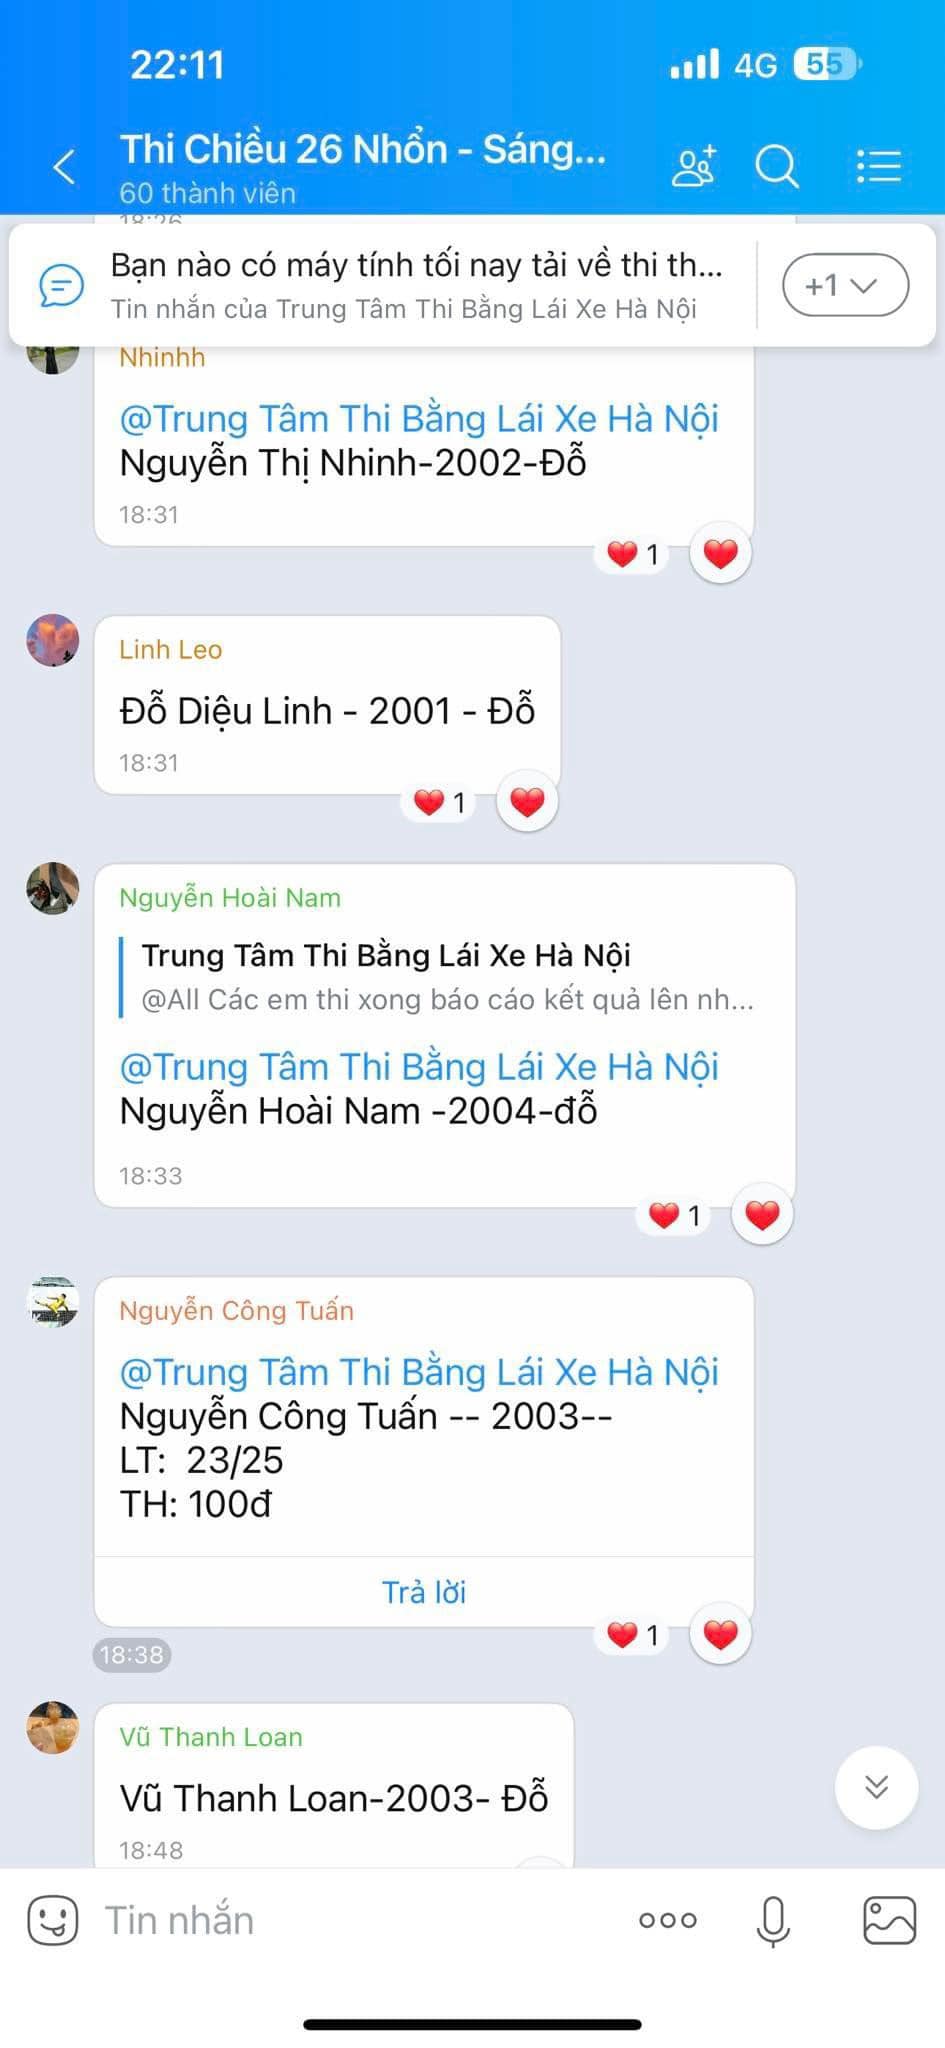 22:11
4G 55
Thi Chiều 26 Nhổn - Sáng...
60 thành viên
18:26
Bạn nào có máy tính tối nay tải về thi th...
Tin nhắn của Trung Tâm Thi Bằng Lái Xe Hà Nội
+1
Nhinhh
@Trung Tâm Thi Bằng Lái Xe Hà Nội
Nguyễn Thị Nhinh-2002-Đỗ
18:31
1
Linh Leo
Đỗ Diệu Linh - 2001 - Đỗ
18:31
1
Nguyễn Hoài Nam
Trung Tâm Thi Bằng Lái Xe Hà Nội
@All Các em thi xong báo cáo kết quả lên nh...
@Trung Tâm Thi Bằng Lái Xe Hà Nội
Nguyễn Hoài Nam -2004-đỗ
18:33
1
Nguyễn Công Tuấn
@Trung Tâm Thi Bằng Lái Xe Hà Nội
Nguyễn Công Tuấn -- 2003--
LT:  23/25
TH: 100đ
Trả lời
1
18:38
Vũ Thanh Loan
Vũ Thanh Loan-2003- Đỗ
18:48
Tin nhắn